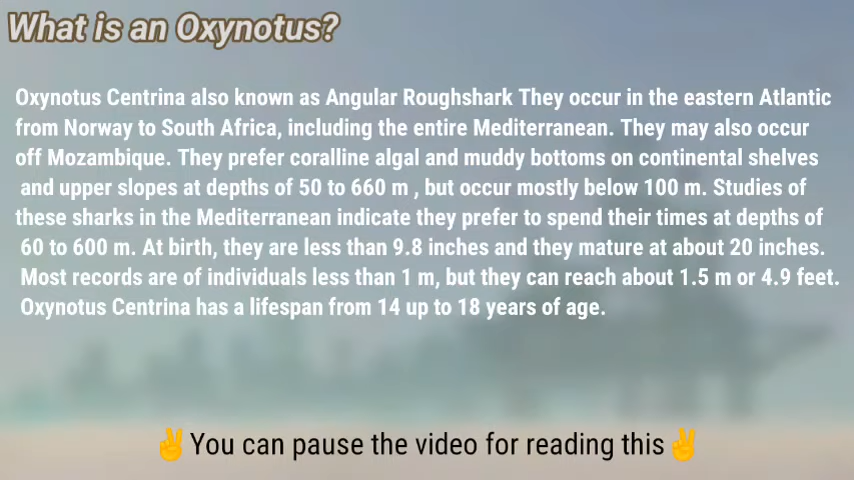 What is an Oxynotus?
Oxynotus Centrina also known as Angular Roughshark They occur in the eastern Atlantic
from Norway to South Africa, including the entire Mediterranean. They may also occur
off Mozambique. They prefer coralline algal and muddy bottoms on continental shelves
and upper slopes at depths of 50 to 660 m , but occur mostly below 100 m. Studies of
these sharks in the Mediterranean indicate they prefer to spend their times at depths of
60 to 600 m. At birth, they are less than 9.8 inches and they mature at about 20 inches.
Most records are of individuals less than 1 m, but they can reach about 1.5 m or 4.9 feet.
Oxynotus Centrina has a lifespan from 14 up to 18 years of age.
✌You can pause the video for reading this✌